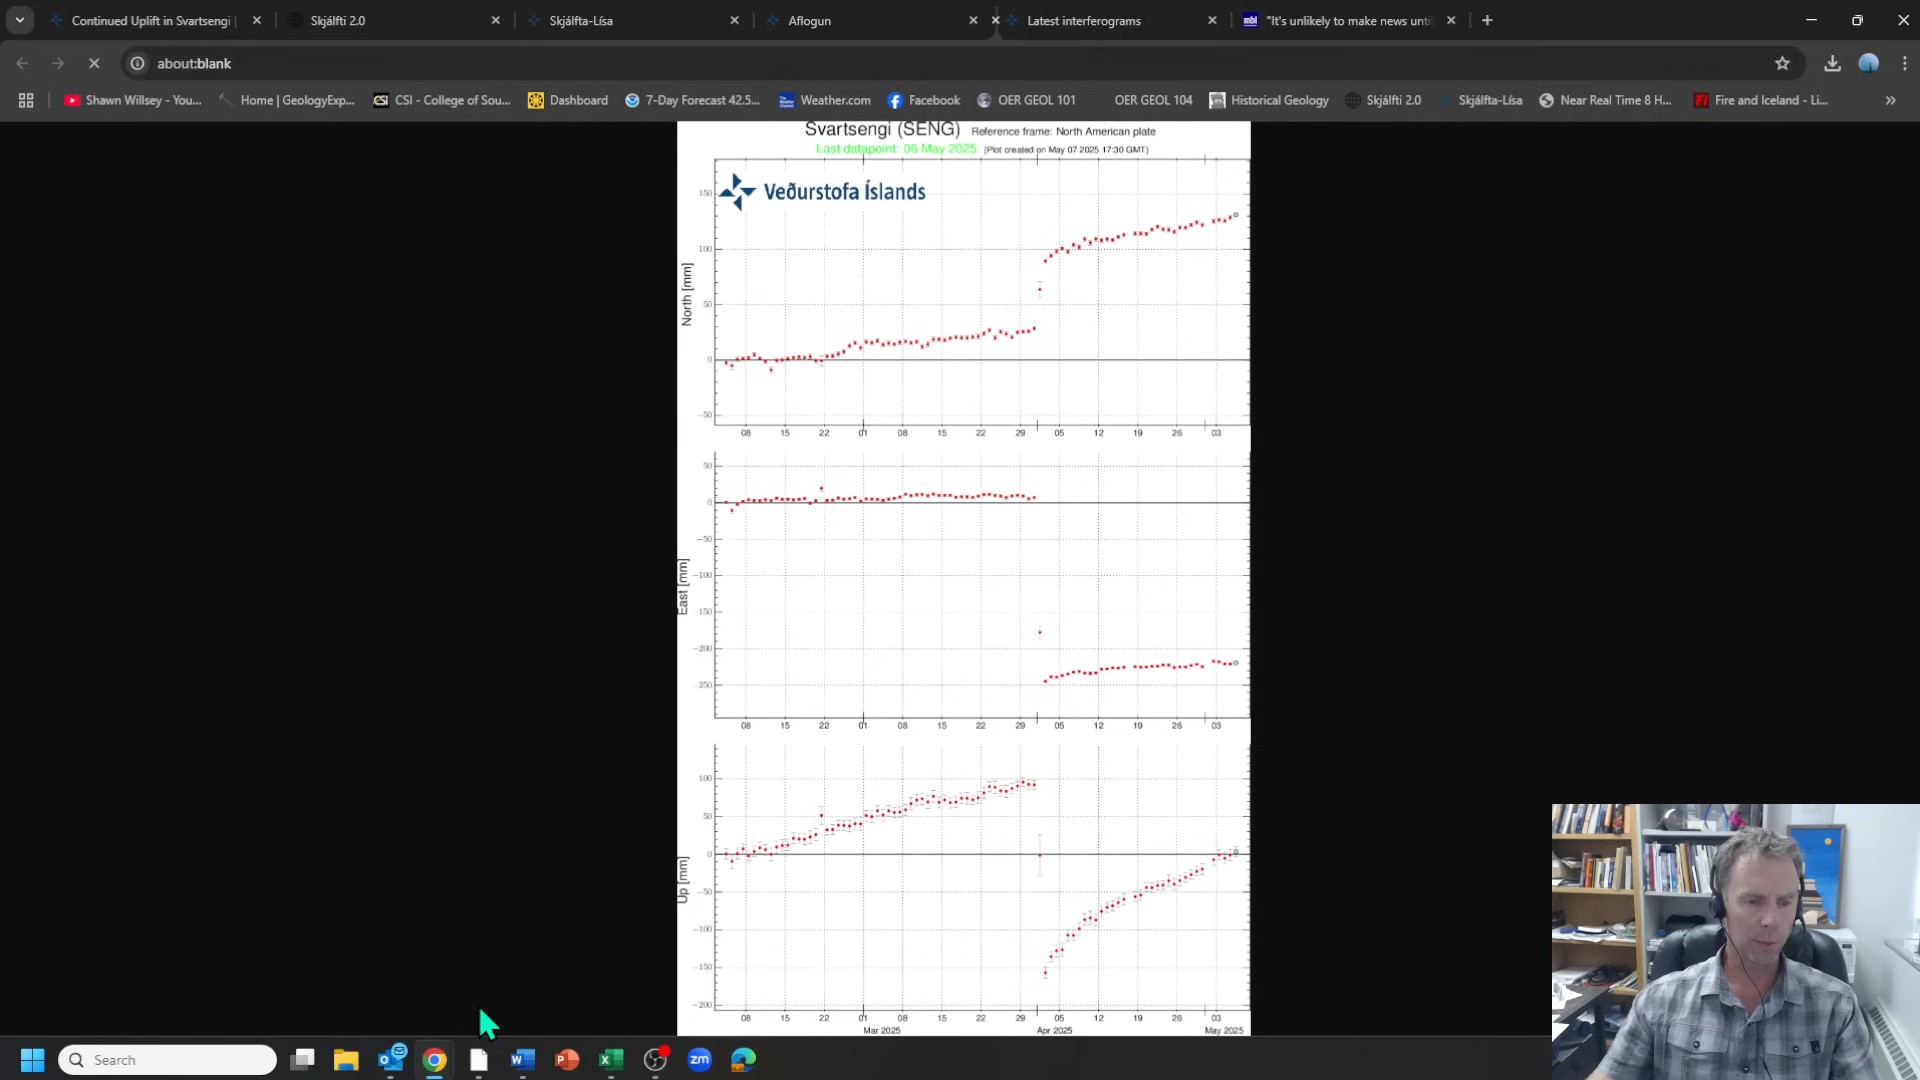 Continued Uplift in Svartsengi
Skjálfti 2.0
Skjálfta-Lísa
Aflogun
Latest interferograms
mbl
"It's unlikely to make news unti
about:blank
Shawn Willsey - You...
Home | GeologyExp...
CSI
CSI - College of Sou...
Dashboard
7-Day Forecast 42.5...
Weather.com
Facebook
OER GEOL 101
OER GEOL 104
Historical Geology
Skjálfti 2.0
Skjálfta-Lísa
Near Real Time 8 H...
Fire and Iceland - Li...
Svartsengi (SENG) Reference frame: North American plate
Last datapoint: 06 May 2025 (Plot created on May 07 2025 17:30 GMT)
Veðurstofa Íslands
North [mm]
150
100
50
0
-50
08 15 22 01 08 15 22 29 05 12 19 26 03
East [mm]
50
0
-50
-100
-150
-200
-250
08 15 22 01 08 15 22 29 05 12 19 26 03
Up [mm]
100
50
0
-50
-100
-150
-200
08 15 22 01 08 15 22 29 05 12 19 26 03
Mar 2025 Apr 2025 May 2025
Search
zm